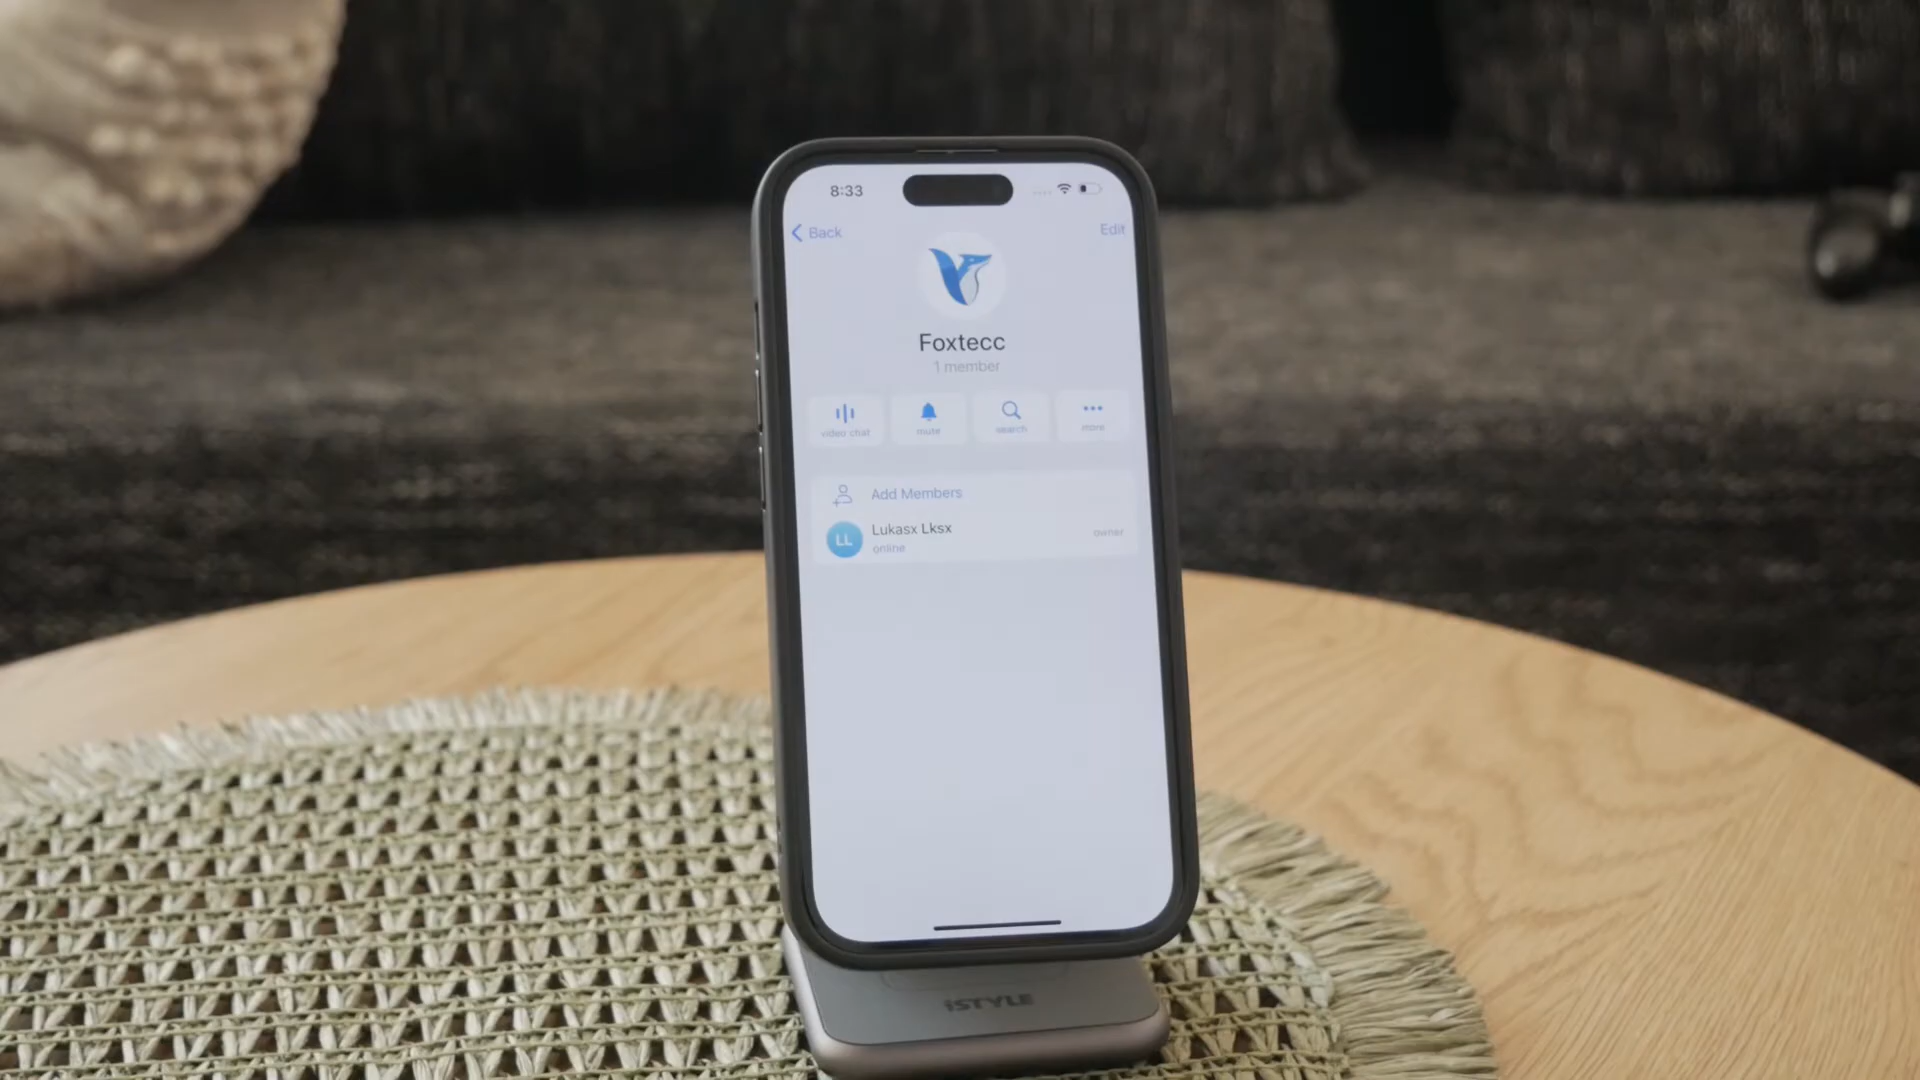 8:33
Back
Edit
Foxtecc
1 member
video chat
mute
search
more
Add Members
LL
Lukasx Lksx
owner
online
iSTYLE